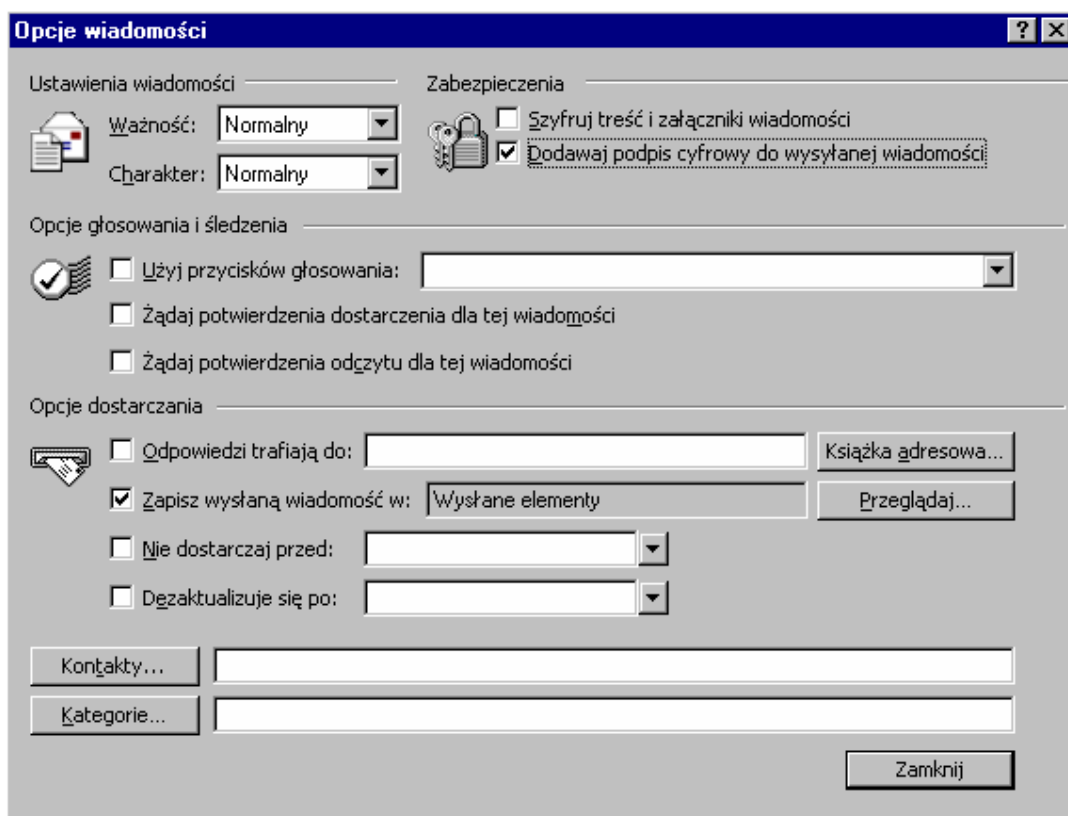 Opcje wiadomości
Ustawienia wiadomości
Ważność: Normalny
Charakter: Normalny
Zabezpieczenia
Szyfruj treść i załączniki wiadomości
Dodawaj podpis cyfrowy do wysyłanej wiadomości
Opcje głosowania i śledzenia
Użyj przycisków głosowania:
Żądaj potwierdzenia dostarczenia dla tej wiadomości
Żądaj potwierdzenia odczytu dla tej wiadomości
Opcje dostarczania
Odpowiedzi trafiają do: Książka adresowa...
Zapisz wysłaną wiadomość w: Wysłane elementy Przeglądaj...
Nie dostarczaj przed:
Dezaktualizuje się po:
Kontakty...
Kategorie...
Zamknij